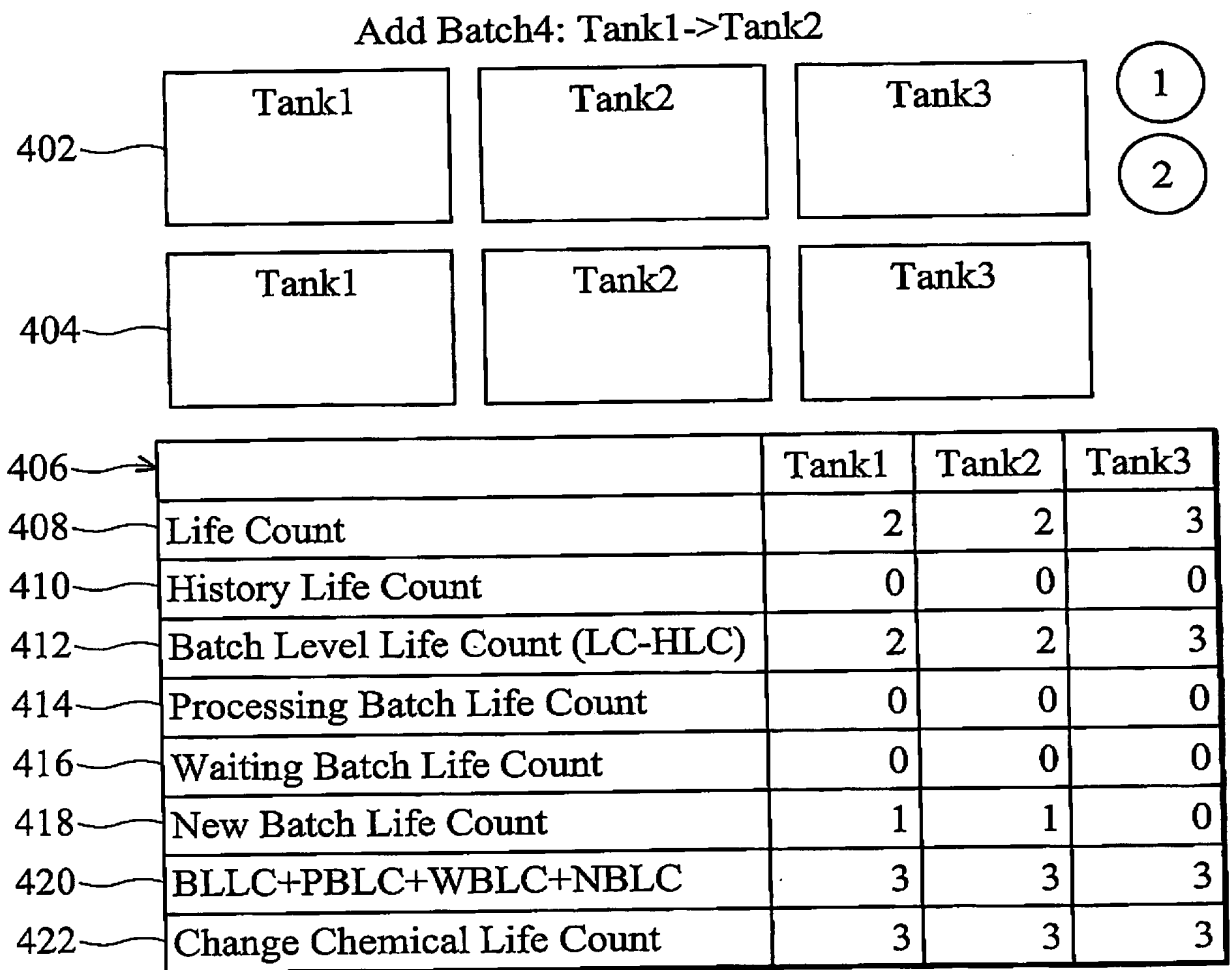 Add Batch4: Tank1->Tank2
Tank1 Tank2 Tank3 1
402
2
Tank1 Tank2 Tank3
404
406 Tank1 Tank2 Tank3
408 Life Count 2 2 3
410 History Life Count 0 0 0
412 Batch Level Life Count (LC-HLC) 2 2 3
414 Processing Batch Life Count 0 0 0
416 Waiting Batch Life Count 0 0 0
418 New Batch Life Count 1 1 0
420 BLLC+PBLC+WBLC+NBLC 3 3 3
422 Change Chemical Life Count 3 3 3